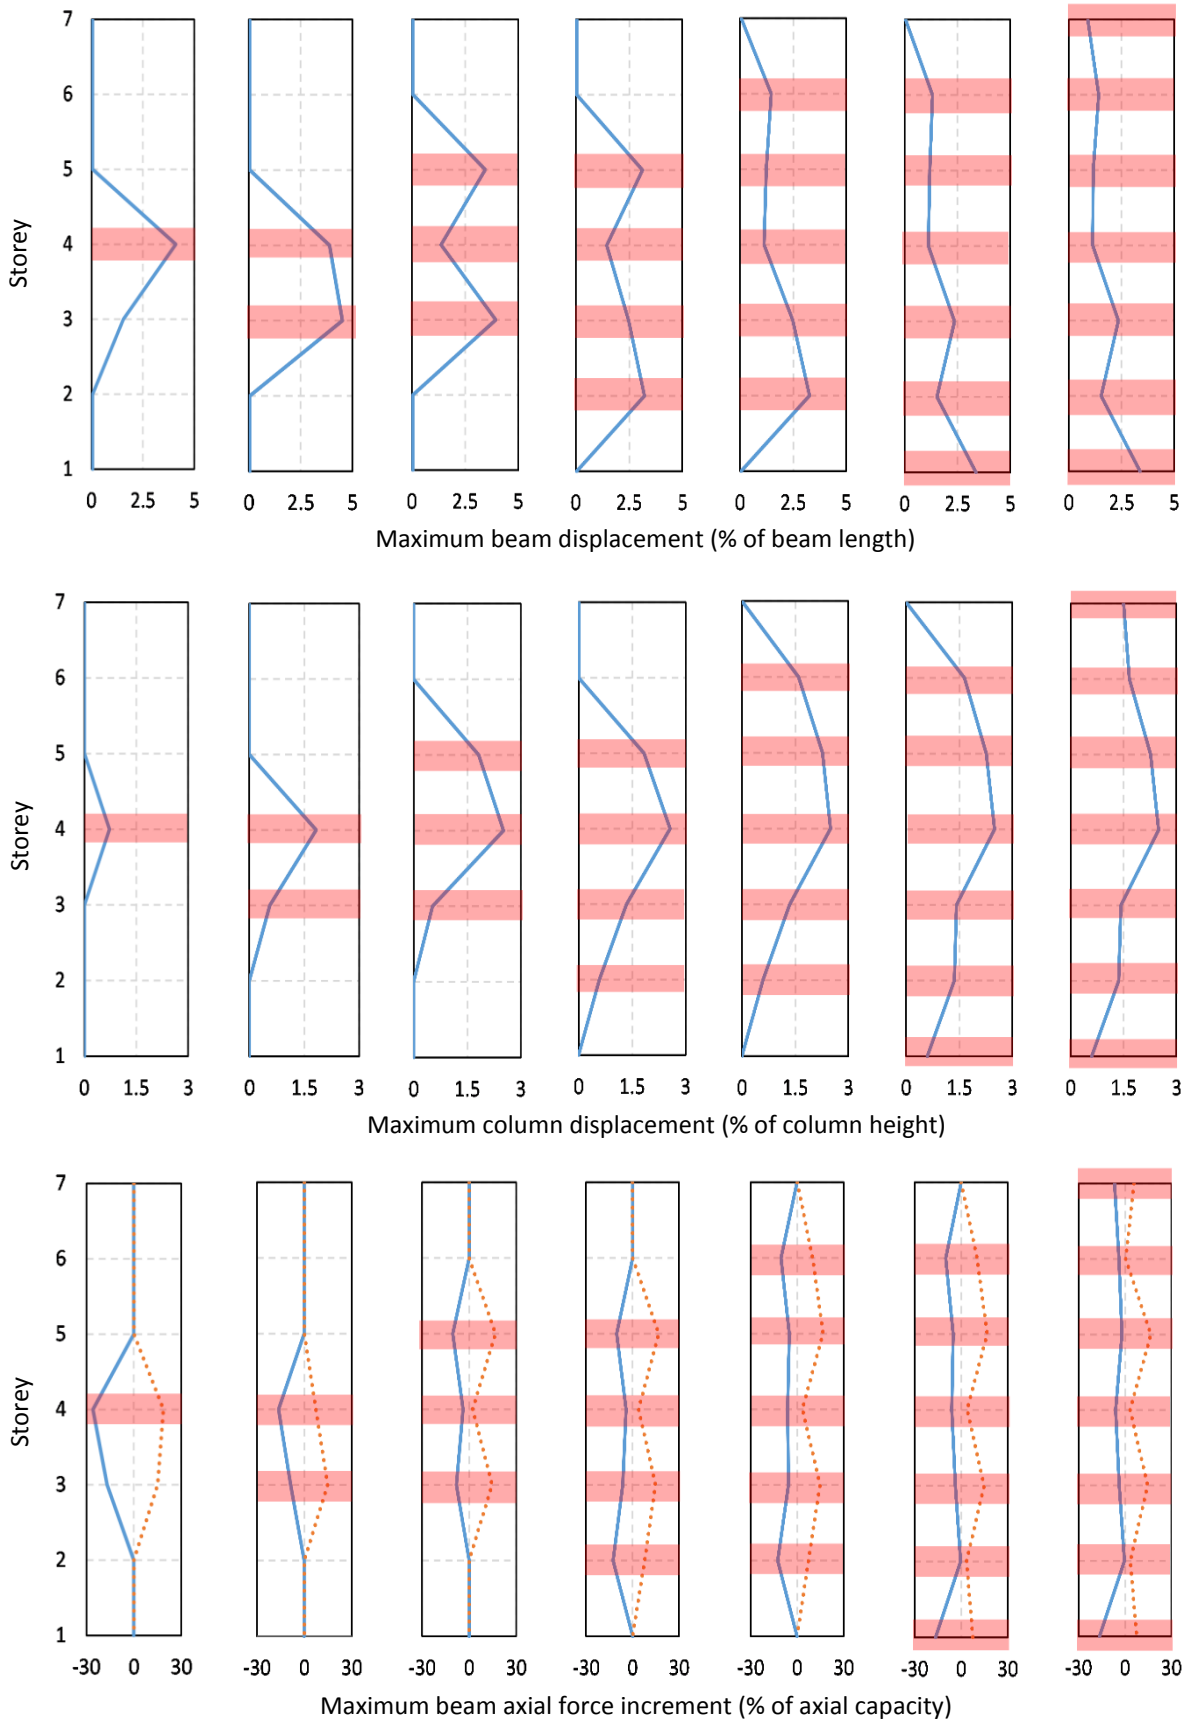 7
6
5
4
3
2
1
Storey
0 2.5 5 0 2.5 5 0 2.5 5 0 2.5 5 0 2.5 5 0 2.5 5 0 2.5 5
Maximum beam displacement (% of beam length)
7
6
5
4
3
2
1
Storey
0 1.5 3 0 1.5 3 0 1.5 3 0 1.5 3 0 1.5 3 0 1.5 3 0 1.5 3
Maximum column displacement (% of column height)
7
6
5
4
3
2
1
Storey
-30 0 30 -30 0 30 -30 0 30 -30 0 30 -30 0 30 -30 0 30 -30 0 30
Maximum beam axial force increment (% of axial capacity)